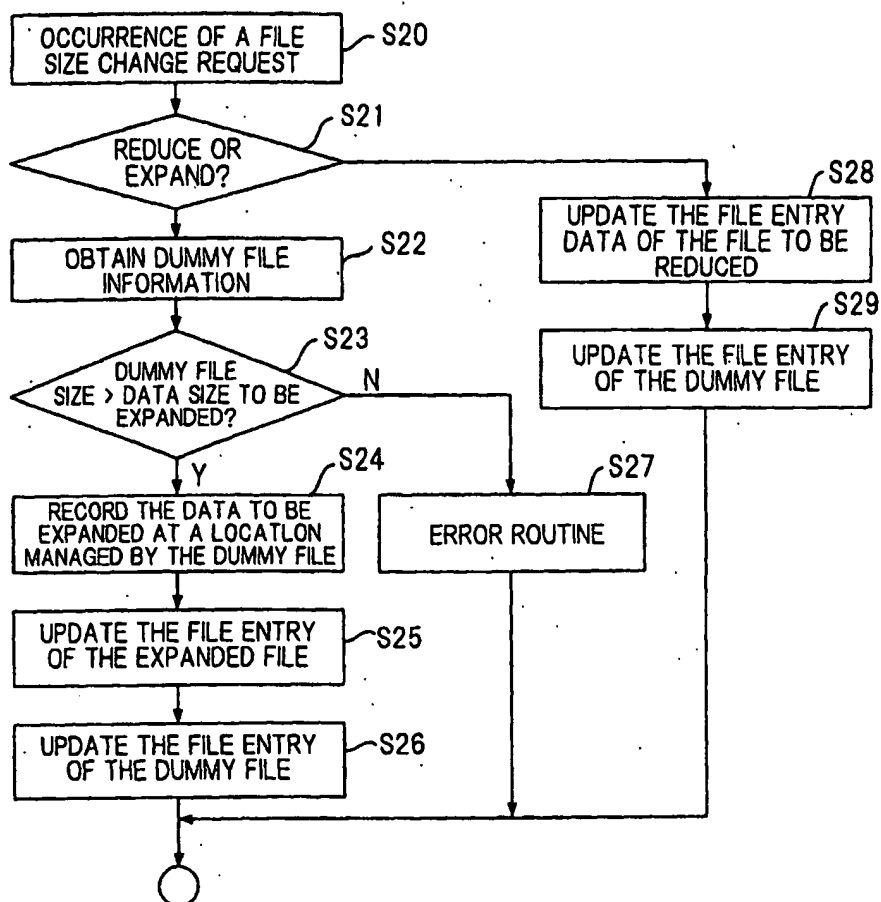 OCCURRENCE OF A FILE
SIZE CHANGE REQUEST
S20
S21
REDUCE OR
EXPAND?
S22
OBTAIN DUMMY FILE
INFORMATION
S23
DUMMY FILE
SIZE > DATA SIZE TO BE
EXPANDED?
N
Y
S24
RECORD THE DATA TO BE
EXPANDED AT A LOCATLON
MANAGED BY THE DUMMY FILE
UPDATE THE FILE ENTRY
OF THE EXPANDED FILE
S25
UPDATE THE FILE ENTRY
OF THE DUMMY FILE
S26
S27
ERROR ROUTINE
S28
UPDATE THE FILE ENTRY
DATA OF THE FILE TO BE
REDUCED
S29
UPDATE THE FILE ENTRY
OF THE DUMMY FILE